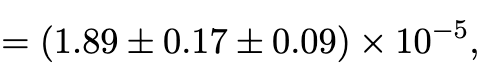 = (1.89 ± 0.17 ± 0.09) × 10⁻⁵,